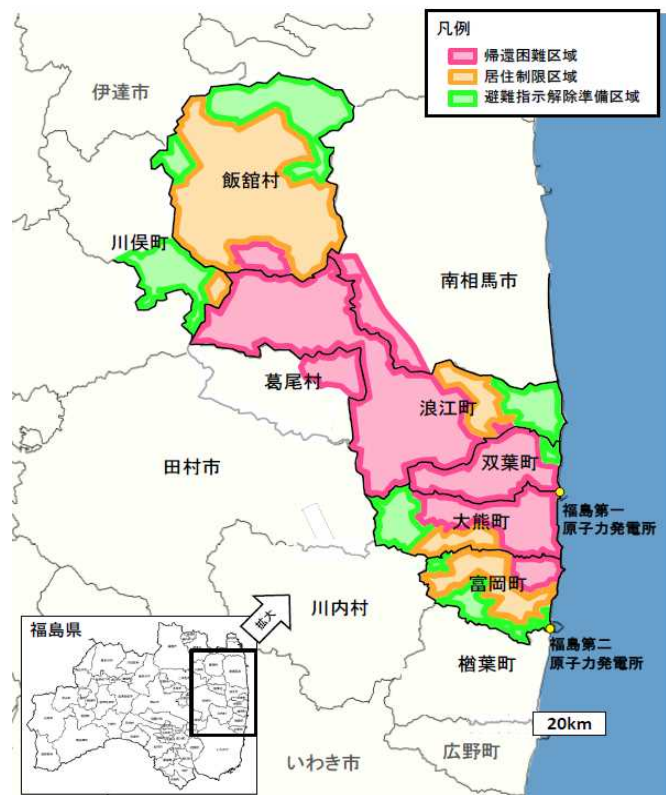 凡例
帰還困難区域
居住制限区域
避難指示解除準備区域
伊達市
飯舘村
川俣町
南相馬市
葛尾村
浪江町
双葉町
田村市
福島第一
原子力発電所
大熊町
富岡町
川内村
拡大
福島県
福島第二
原子力発電所
楢葉町
20km
いわき市
広野町